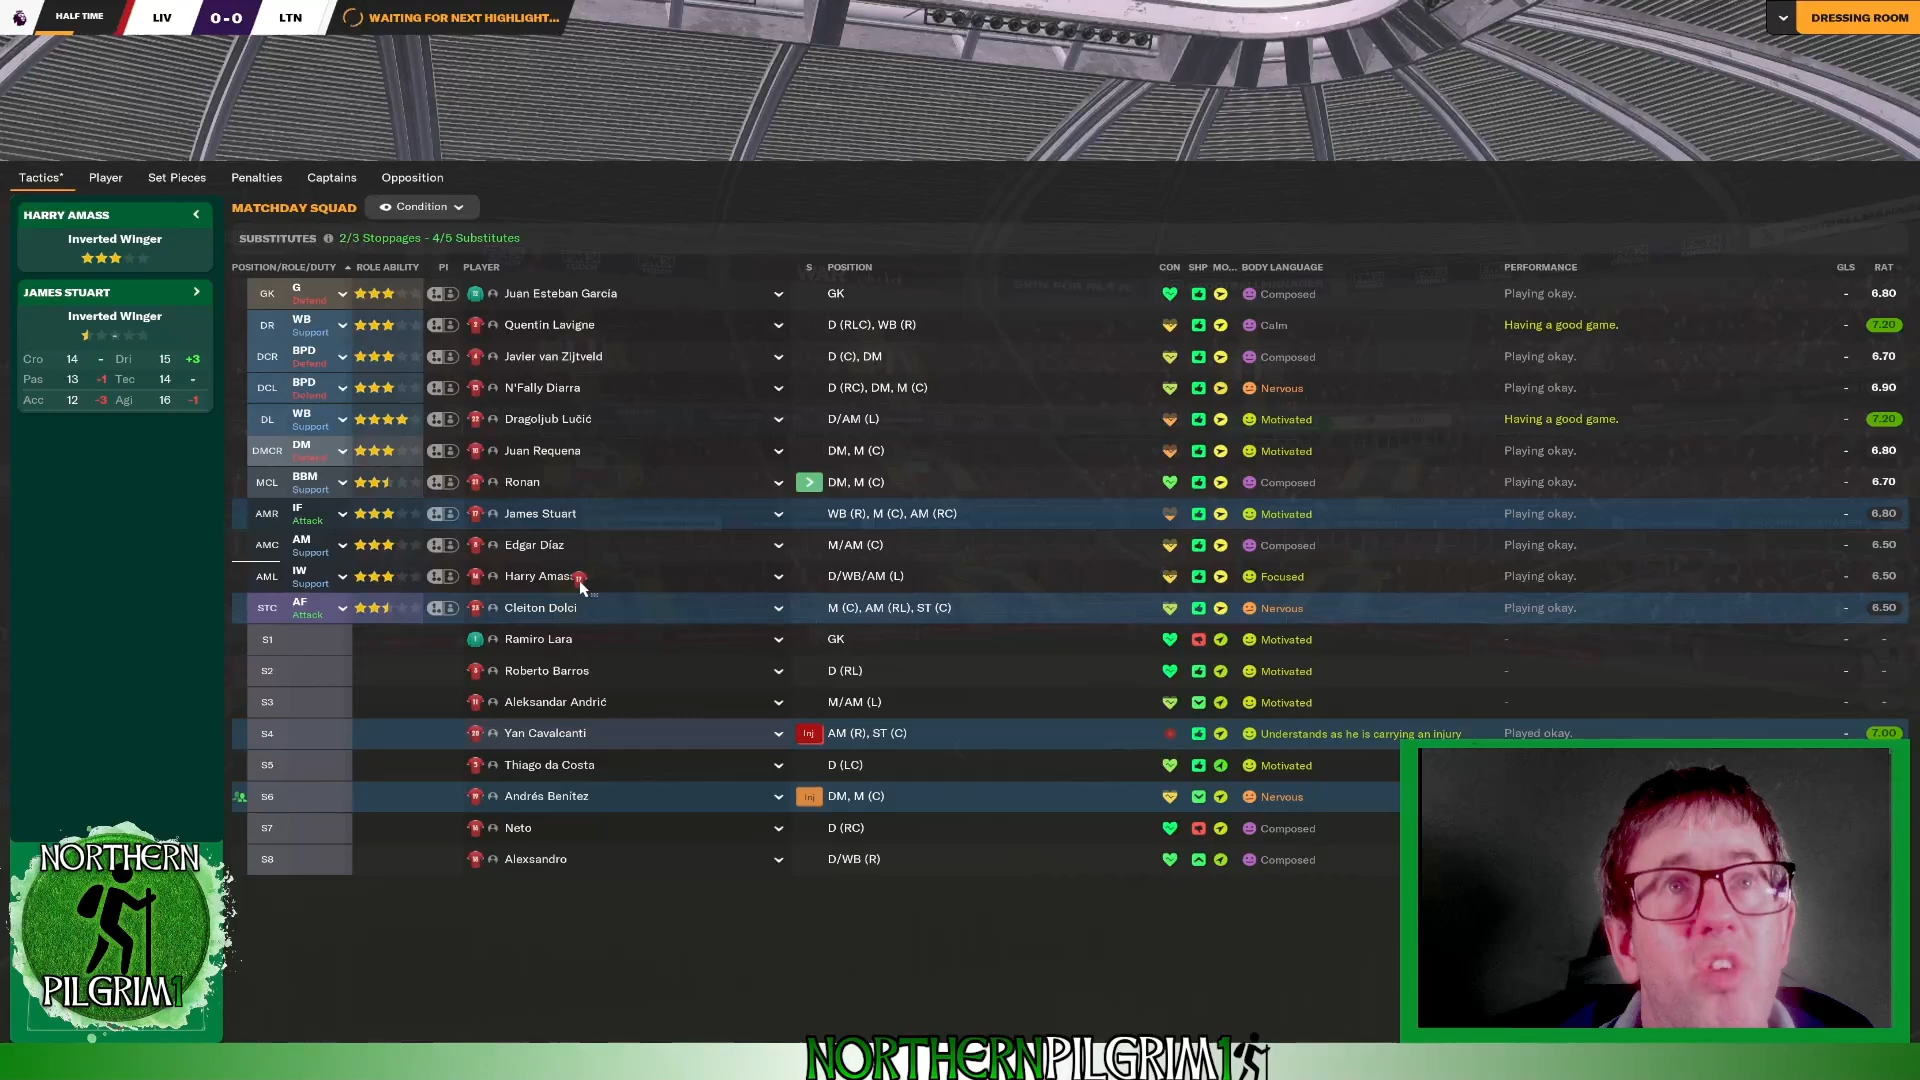 HALF TIME LIV 0-0 LTN WAITING FOR NEXT HIGHLIGHT... DRESSING ROOM
Tactics* Player Set Pieces Penalties Captains Opposition
HARRY AMASS
Inverted Winger
JAMES STUART
Inverted Winger
Cro 14 - Dri 15 +3
Pas 13 -1 Tec 14 -
Acc 12 -3 Agi 16 -1
MATCHDAY SQUAD Condition
SUBSTITUTES 2/3 Stoppages - 4/5 Substitutes
POSITION/ROLE/DUTY ROLE ABILITY PI PLAYER S POSITION CON SHP MO... BODY LANGUAGE PERFORMANCE GLS RAT
GK G Defend Juan Esteban García GK Composed Playing okay. - 6.80
DR WB Support Quentin Lavigne D (RLC), WB (R) Calm Having a good game. - 7.20
DCR BPD Defend Javier van Zijtveld D (C), DM Composed Playing okay. - 6.70
DCL BPD Defend N'Fally Diarra D (RC), DM, M (C) Nervous Playing okay. - 6.90
DL WB Support Dragoljub Lučić D/AM (L) Motivated Having a good game. - 7.20
DMCR DM Defend Juan Requena DM, M (C) Motivated Playing okay. - 6.80
MCL BBM Support Ronan DM, M (C) Composed Playing okay. - 6.70
AMR IF Attack James Stuart WB (R), M (C), AM (RC) Motivated Playing okay. - 6.80
AMC AM Support Edgar Díaz M/AM (C) Composed Playing okay. - 6.50
AML IW Support Harry Amass D/WB/AM (L) Focused Playing okay. - 6.50
STC AF Attack Cleiton Dolci M (C), AM (RL), ST (C) Nervous Playing okay. - 6.50
S1 Ramiro Lara GK Motivated - - -
S2 Roberto Barros D (RL) Motivated - - -
S3 Aleksandar Andrić M/AM (L) Motivated - - -
S4 Yan Cavalcanti Inj AM (R), ST (C) Understands as he is carrying an injury Played okay. - 7.00
S5 Thiago da Costa D (LC) Motivated
S6 Andrés Benítez Inj DM, M (C) Nervous
S7 Neto D (RC) Composed
S8 Alexsandro D/WB (R) Composed
NORTHERN
PILGRIM1
NORTHERNPILGRIM1